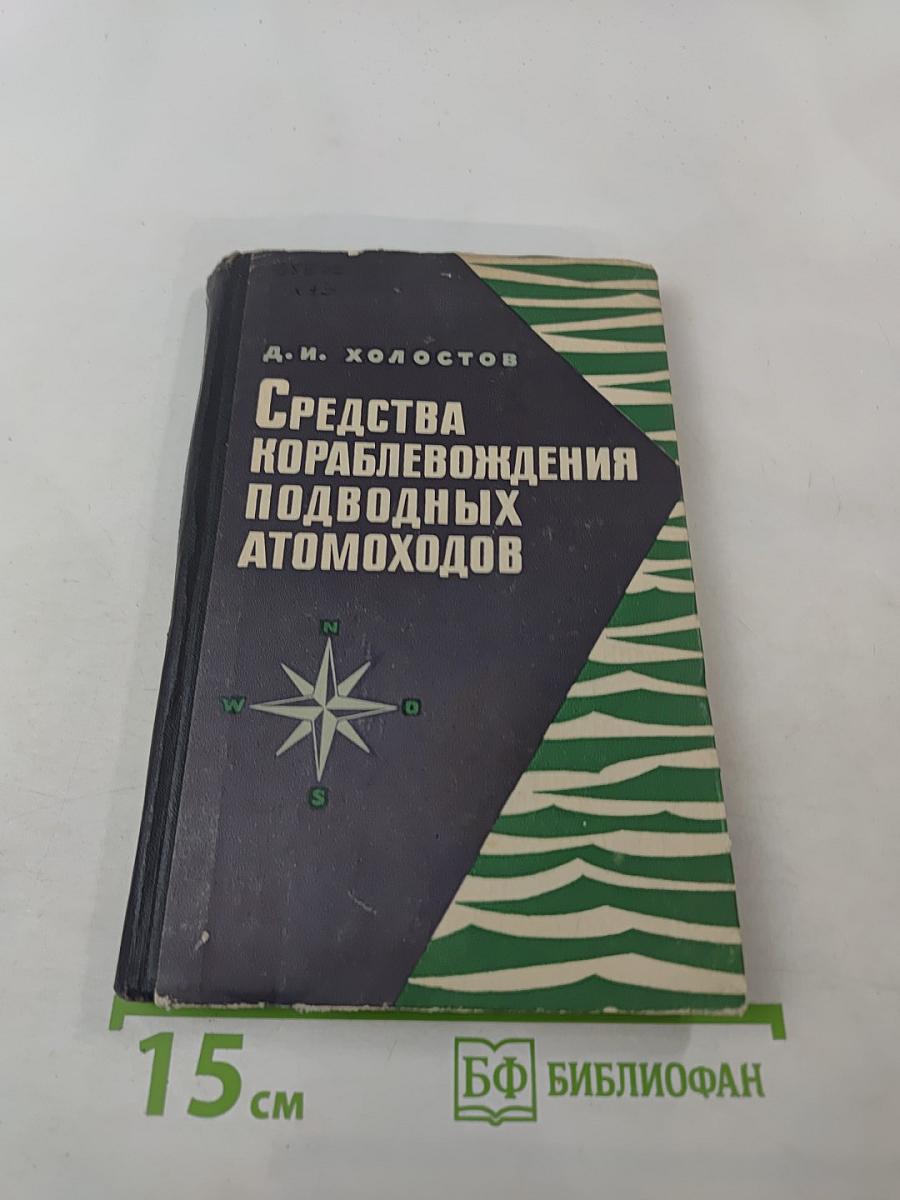 Д.И. ХОЛОСТОВ
СРЕДСТВА
КОРАБЛЕВОЖДЕНИЯ
ПОДВОДНЫХ
АТОМОХОДОВ
N
W O
S
15 см
БФ БИБЛИОФАН